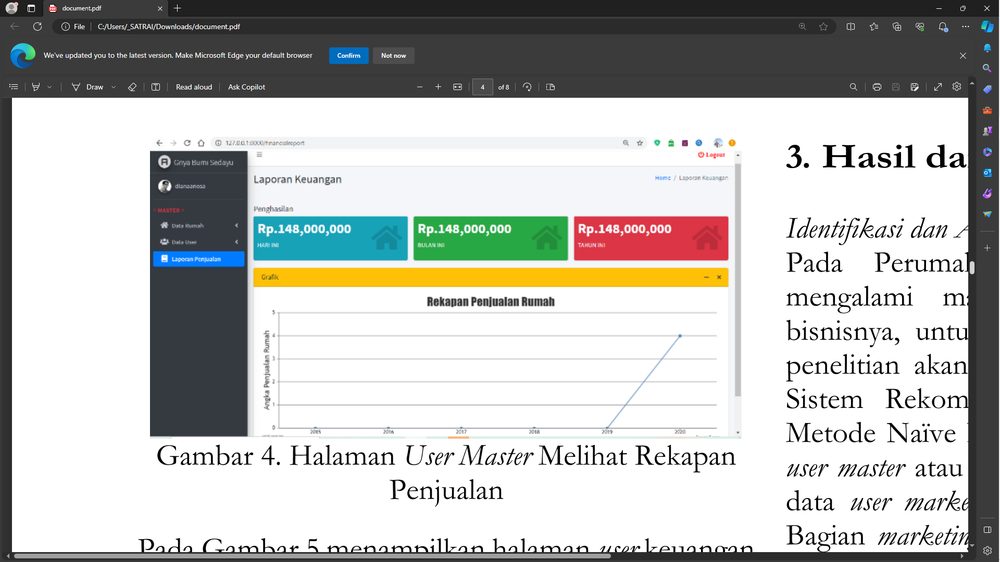 document.pdf
File
C:/Users/_SATRAI/Downloads/document.pdf
We've updated you to the latest version. Make Microsoft Edge your default browser
Confirm
Not now
Draw
Read aloud
Ask Copilot
4
of 8
127.0.0.1:8000/financialreport
Griya Bumi Sedayu
Logout
dianaanosa
Laporan Keuangan
Home / Laporan Keuangan
= MASTER =
Data Rumah
Data User
Laporan Penjualan
Penghasilan
Rp.148,000,000
HARI INI
Rp.148,000,000
BULAN INI
Rp.148,000,000
TAHUN INI
Grafik
Rekapan Penjualan Rumah
Angka Penjualan Rumah
5
4
3
2
1
0
2015
2016
2017
2018
2019
2020
Gambar 4. Halaman User Master Melihat Rekapan
Penjualan
Pada Gambar 5 menampilkan halaman user keuangan
3. Hasil da
Identifikasi dan A
Pada Perumal
mengalami ma
bisnisnya, untu
penelitian akan
Sistem Rekom
Metode Naïve
user master atau
data user marke
Bagian marketing